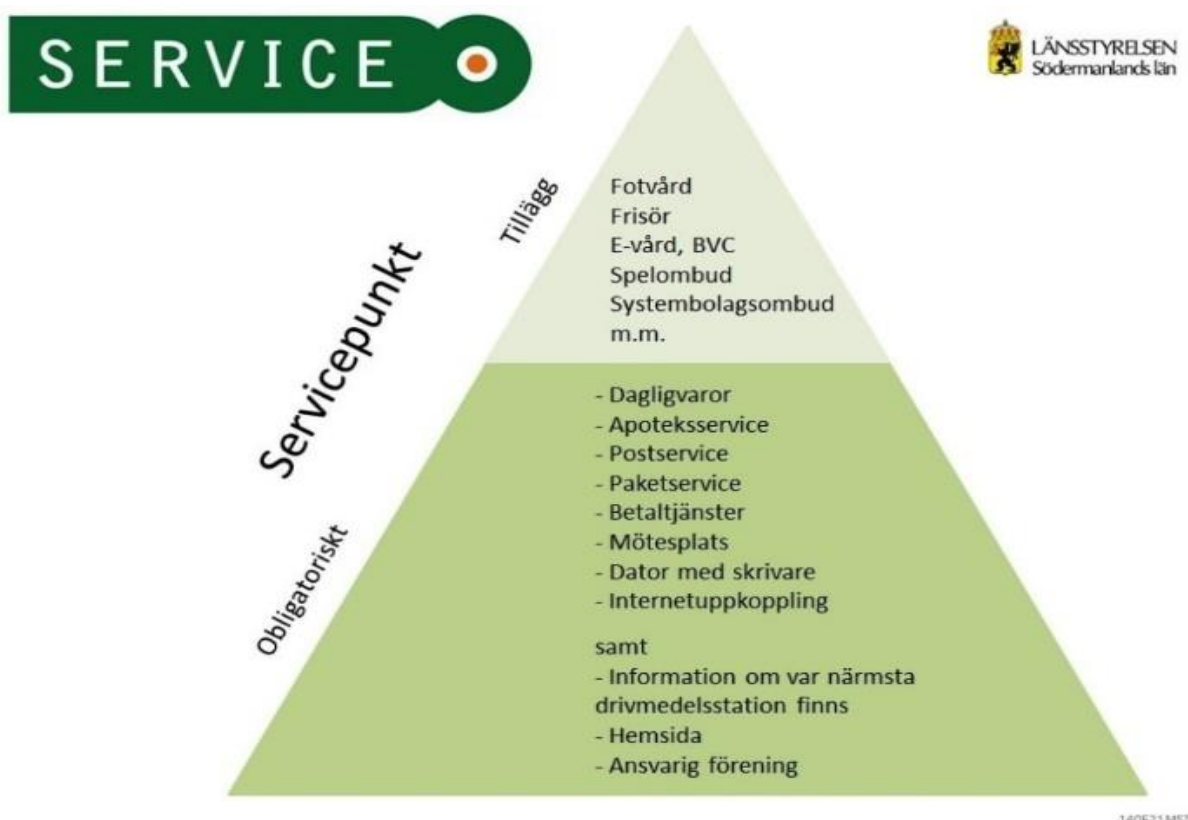 SERVICE
LÄNSSTYRELSEN
Södermanlands län
Servicepunkt
Tillägg
Fotvård
Frisör
E-vård, BVC
Spelombud
Systembolagsombud
m.m.
Obligatoriskt
- Dagligvaror
- Apoteksservice
- Postservice
- Paketservice
- Betaltjänster
- Mötesplats
- Dator med skrivare
- Internetuppkoppling
samt
- Information om var närmsta
drivmedelsstation finns
- Hemsida
- Ansvarig förening